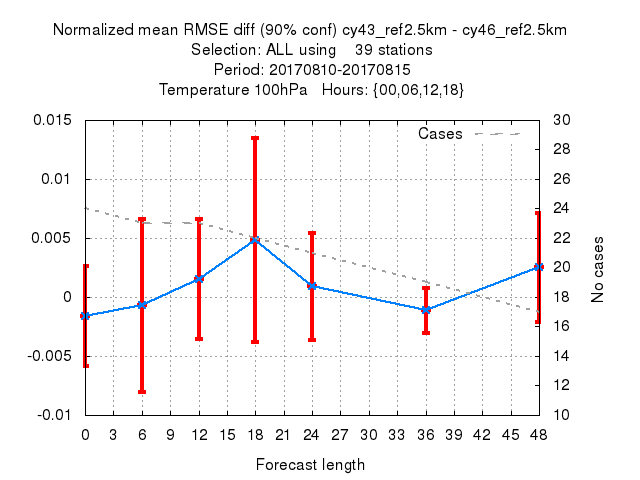 Normalized mean RMSE diff (90% conf) cy43_ref2.5km - cy46_ref2.5km
Selection: ALL using 39 stations
Period: 20170810-20170815
Temperature 100hPa Hours: {00,06,12,18}
Cases
0.015
0.01
0.005
0
-0.005
-0.01
30
28
26
24
22
20
18
16
14
12
10
No cases
0 3 6 9 12 15 18 21 24 27 30 33 36 39 42 45 48
Forecast length